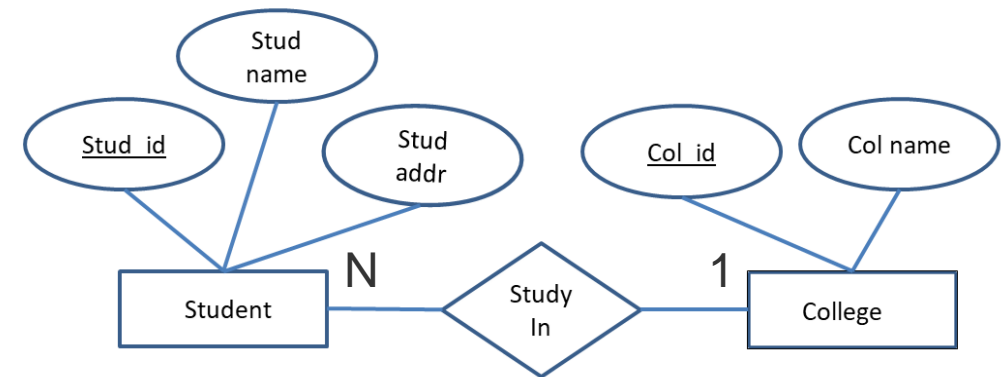 Stud
name
Stud_id
Stud
addr
Col_id
Col name
N
1
Student
Study
In
College